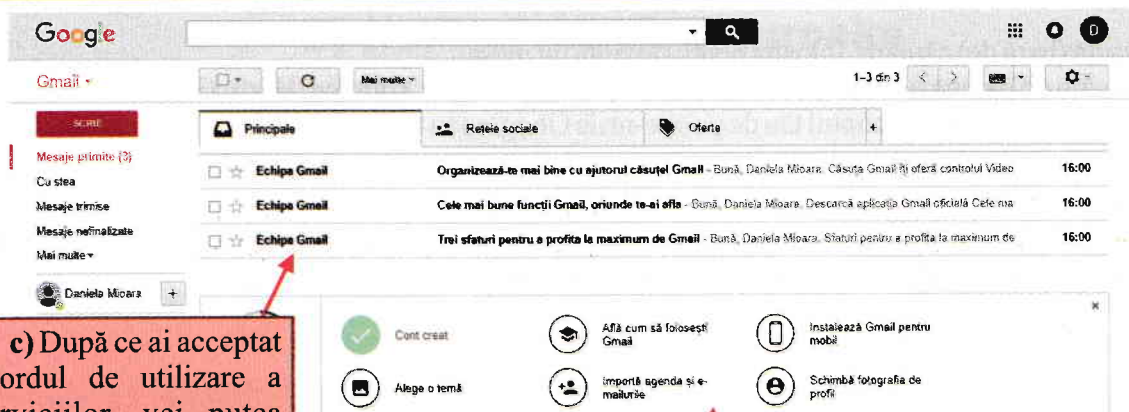 Google
D
Gmail
Mai multe
1–3 din 3
SCRIE
Principale
Rețele sociale
Oferte
+
Mesaje primite (3)
Cu stea
Mesaje trimise
Mesaje nefinalizate
Mai multe
Daniela Mioara +
Echipa Gmail Organizează-te mai bine cu ajutorul căsuței Gmail - Bună, Daniela Mioara. Căsuța Gmail îți oferă controlul Video 16:00
Echipa Gmail Cele mai bune funcții Gmail, oriunde te-ai afla - Bună, Daniela Mioara. Descarcă aplicația Gmail oficială Cele ma 16:00
Echipa Gmail Trei sfaturi pentru a profita la maximum de Gmail - Bună, Daniela Mioara. Sfaturi pentru a profita la maximum de 16:00
Cont creat
Află cum să folosești
Gmail
Instalează Gmail pentru
mobil
Alege o temă
Importă agenda și e-
mailurile
Schimbă fotografia de
profil
c) După ce ai acceptat
ordul de utilizare a
vei putea